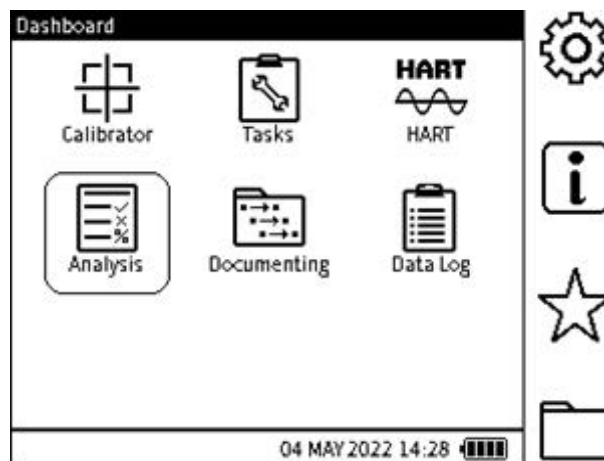 Dashboard
HART
Calibrator Tasks HART
Analysis Documenting Data Log
04 MAY 2022 14:28